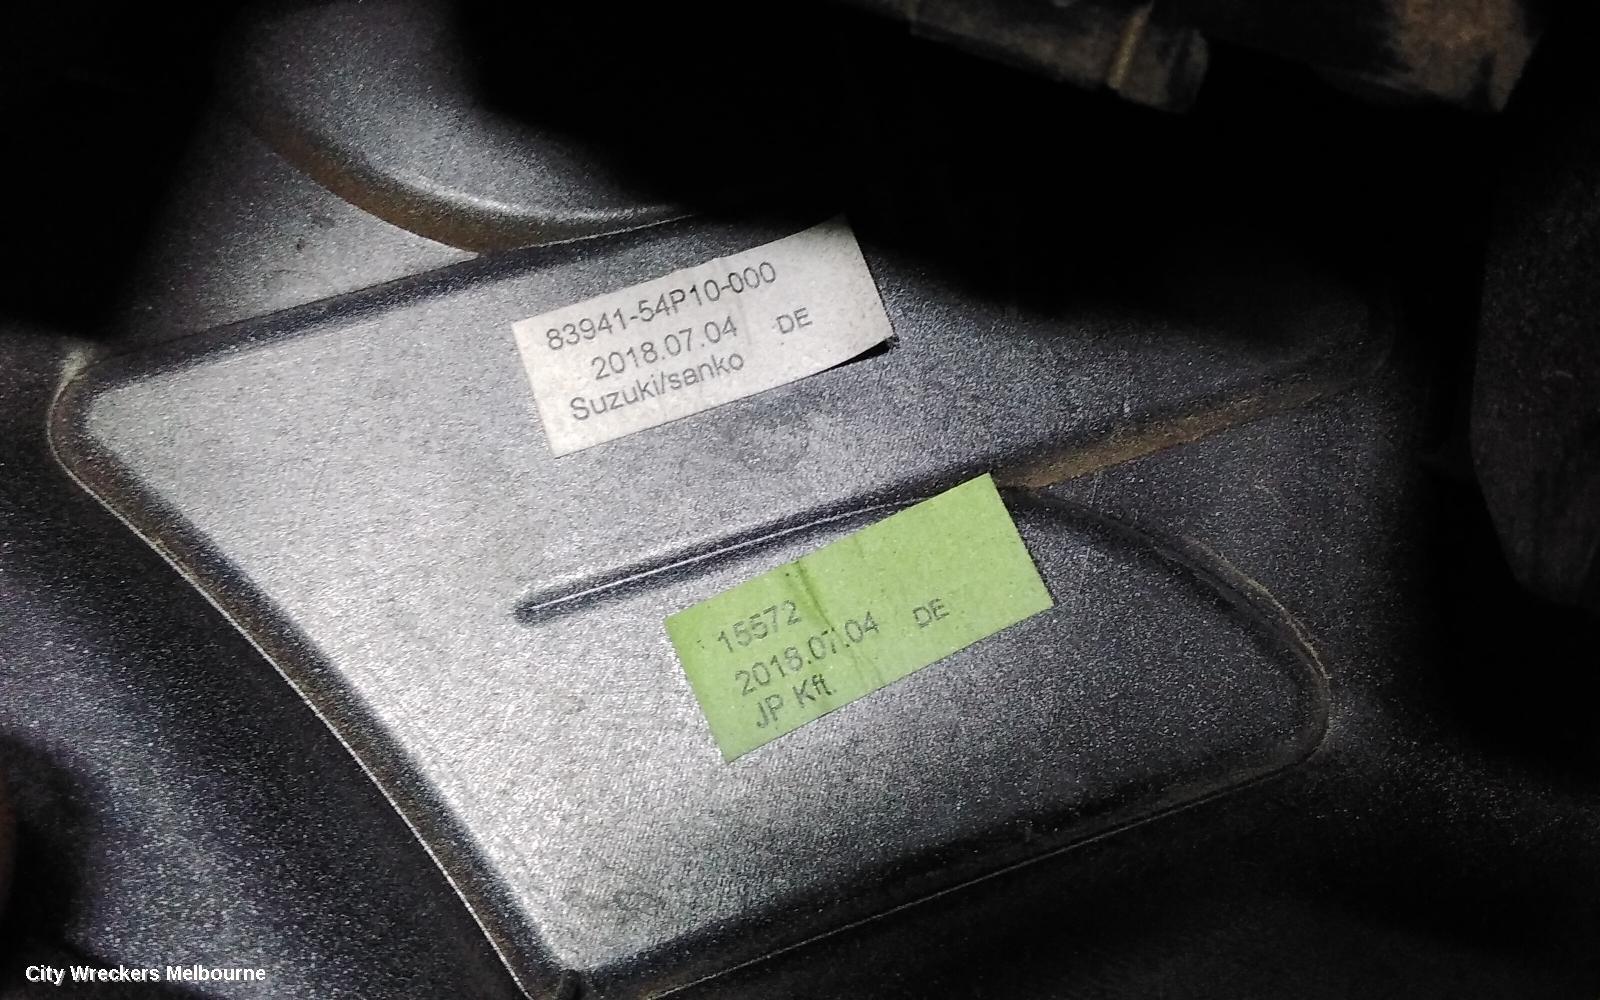 83941-54P10-000
2018.07.04 DE
Suzuki/sanko
15572
2018.07.04 DE
JP Kft.
City Wreckers Melbourne